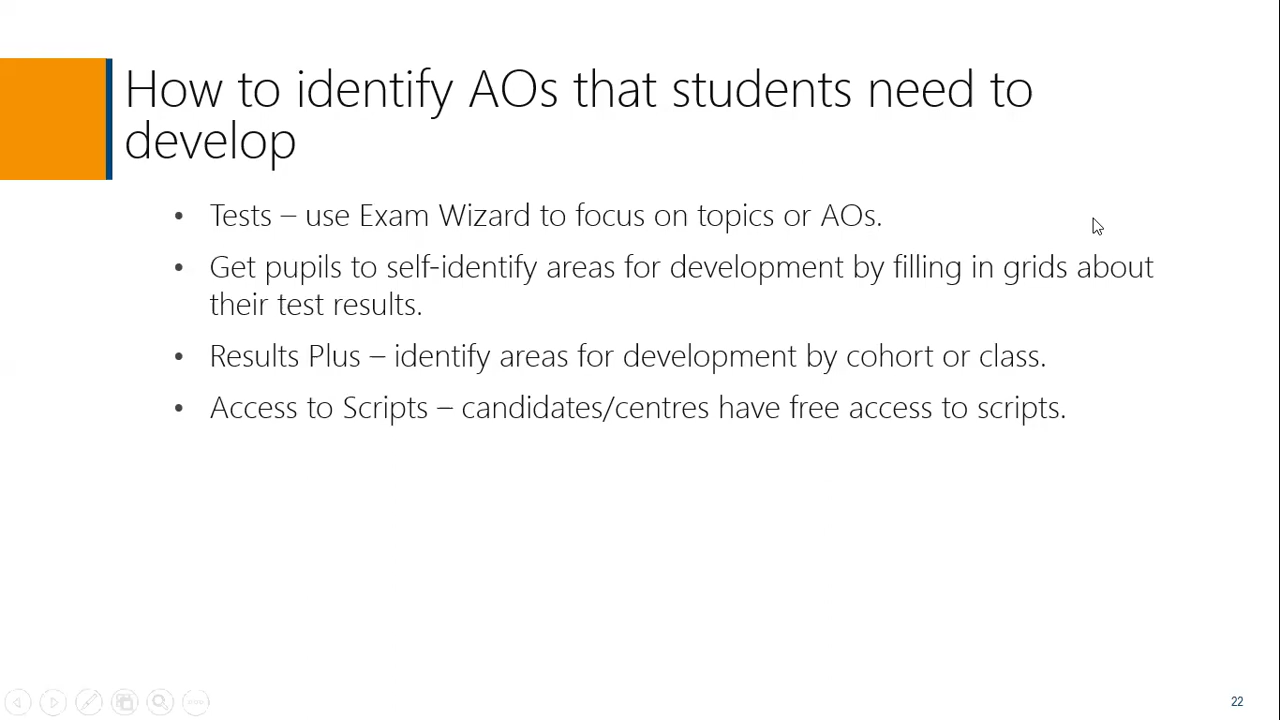 How to identify AOs that students need to
develop
• Tests – use Exam Wizard to focus on topics or AOs.
• Get pupils to self-identify areas for development by filling in grids about
their test results.
• Results Plus – identify areas for development by cohort or class.
• Access to Scripts – candidates/centres have free access to scripts.
22